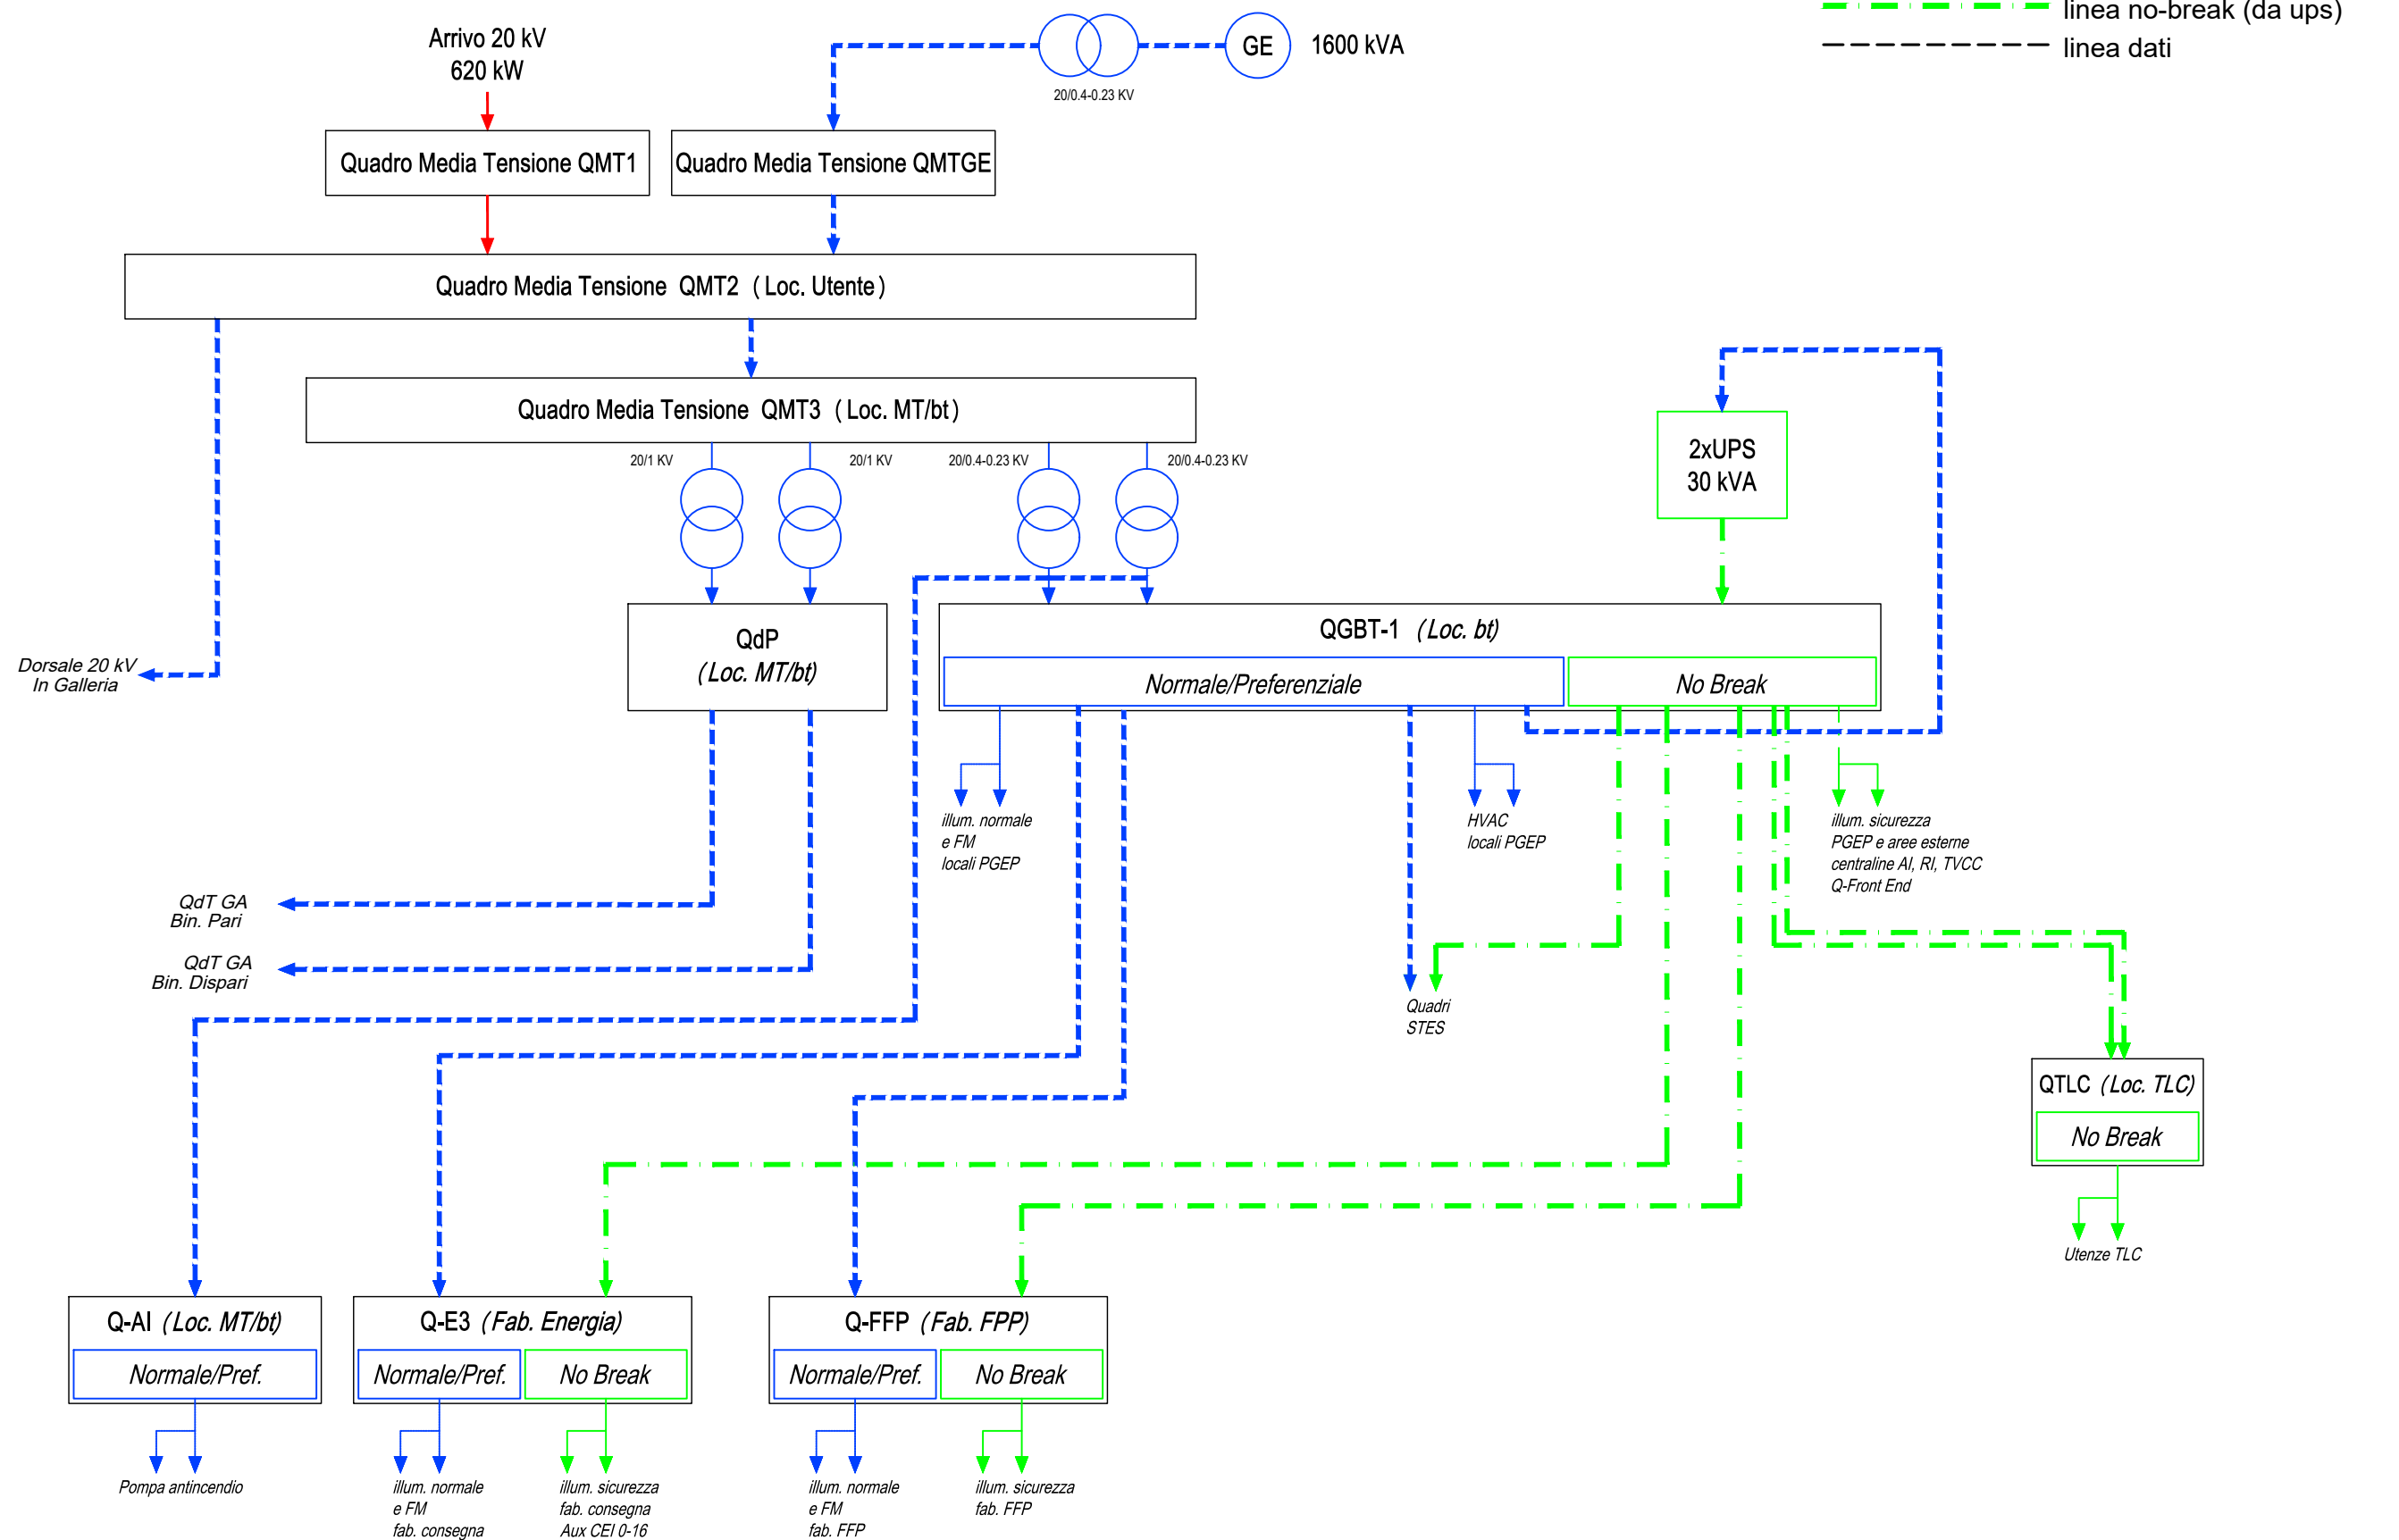 linea no-break (da ups)
linea dati
Arrivo 20 kV
620 kW
GE
1600 kVA
20/0.4-0.23 KV
Quadro Media Tensione QMT1
Quadro Media Tensione QMTGE
Quadro Media Tensione QMT2 (Loc. Utente)
Quadro Media Tensione QMT3 (Loc. MT/bt)
20/1 KV
20/1 KV
20/0.4-0.23 KV
20/0.4-0.23 KV
2xUPS
30 kVA
QdP
(Loc. MT/bt)
QGBT-1 (Loc. bt)
Normale/Preferenziale
No Break
Dorsale 20 kV
In Galleria
illum. normale
e FM
locali PGEP
HVAC
locali PGEP
illum. sicurezza
PGEP e aree esterne
centraline AI, RI, TVCC
Q-Front End
QdT GA
Bin. Pari
QdT GA
Bin. Dispari
Quadri
STES
QTLC (Loc. TLC)
No Break
Utenze TLC
Q-AI (Loc. MT/bt)
Normale/Pref.
Q-E3 (Fab. Energia)
Normale/Pref.
No Break
Q-FFP (Fab. FPP)
Normale/Pref.
No Break
Pompa antincendio
illum. normale
e FM
fab. consegna
illum. sicurezza
fab. consegna
Aux CEI 0-16
illum. normale
e FM
fab. FFP
illum. sicurezza
fab. FFP